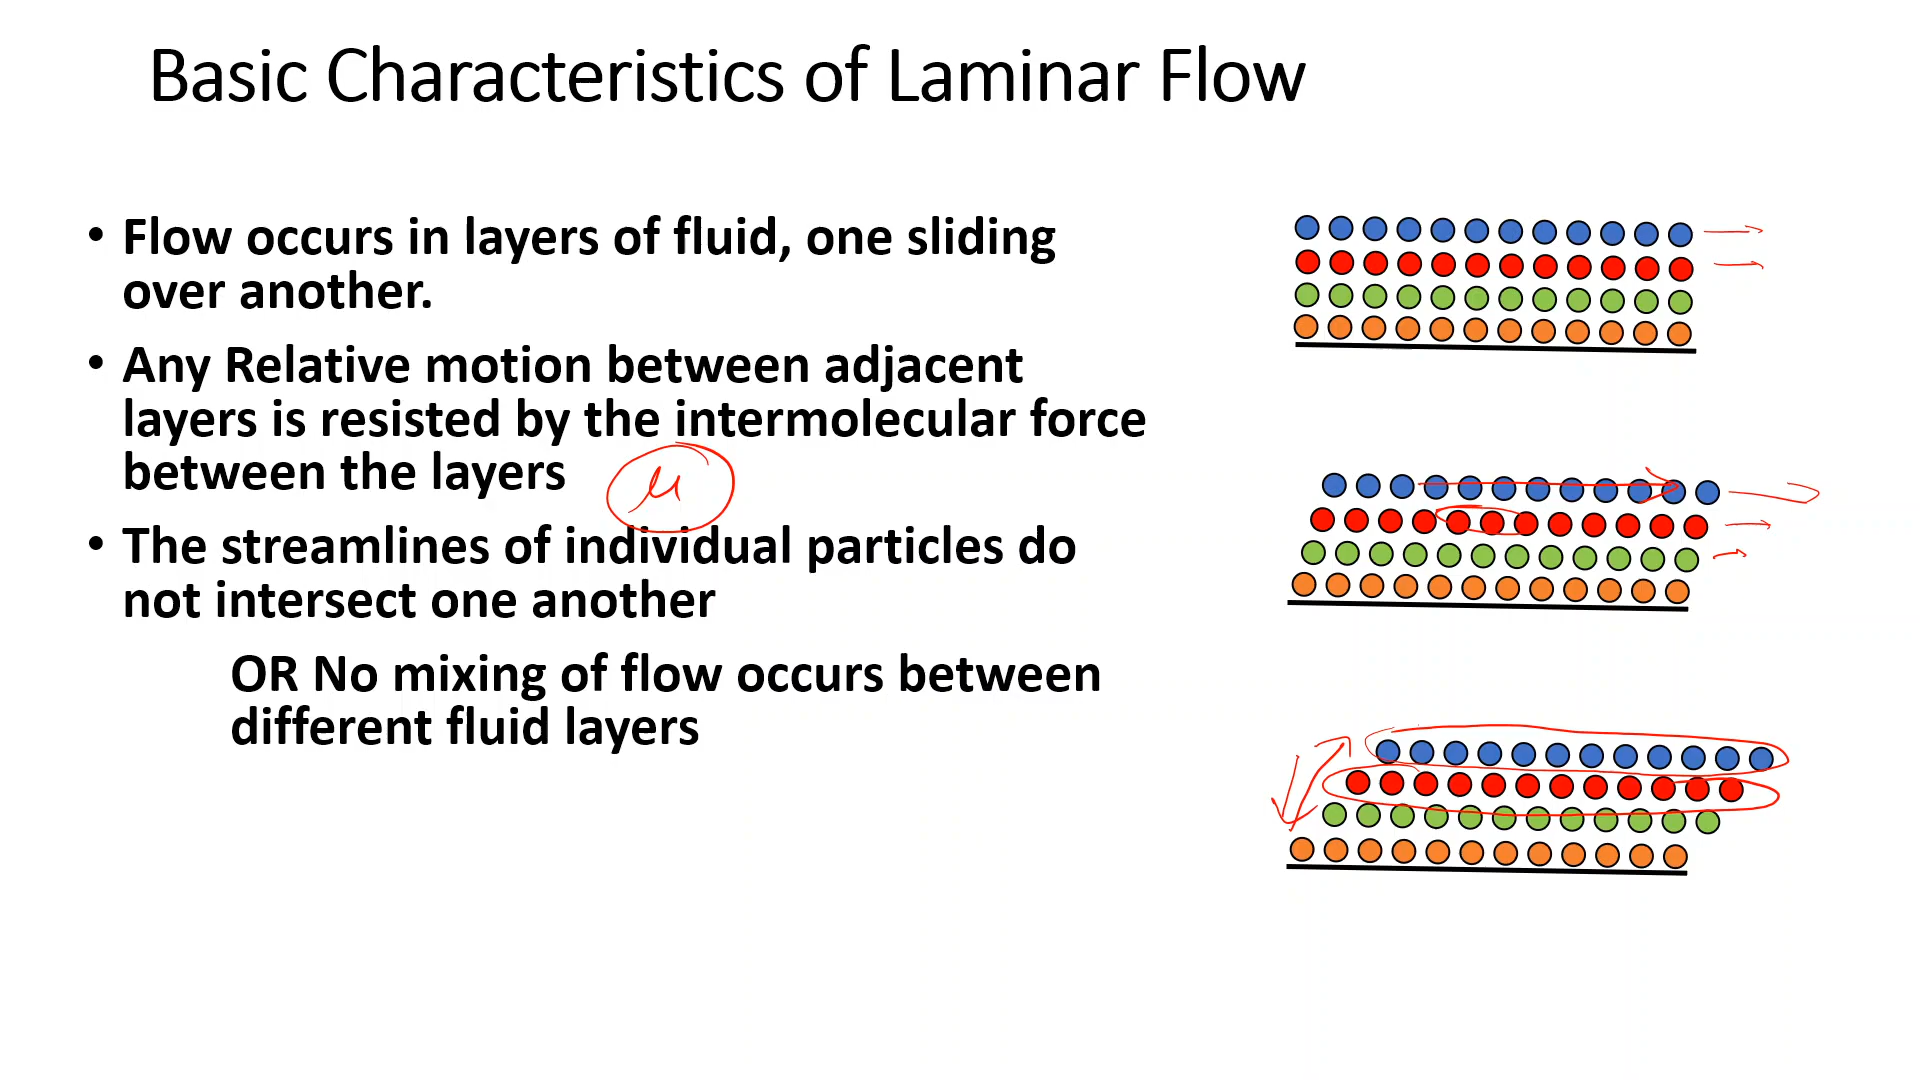 Basic Characteristics of Laminar Flow
• Flow occurs in layers of fluid, one sliding
over another.
• Any Relative motion between adjacent
layers is resisted by the intermolecular force
between the layers
μ
• The streamlines of individual particles do
not intersect one another
OR No mixing of flow occurs between
different fluid layers